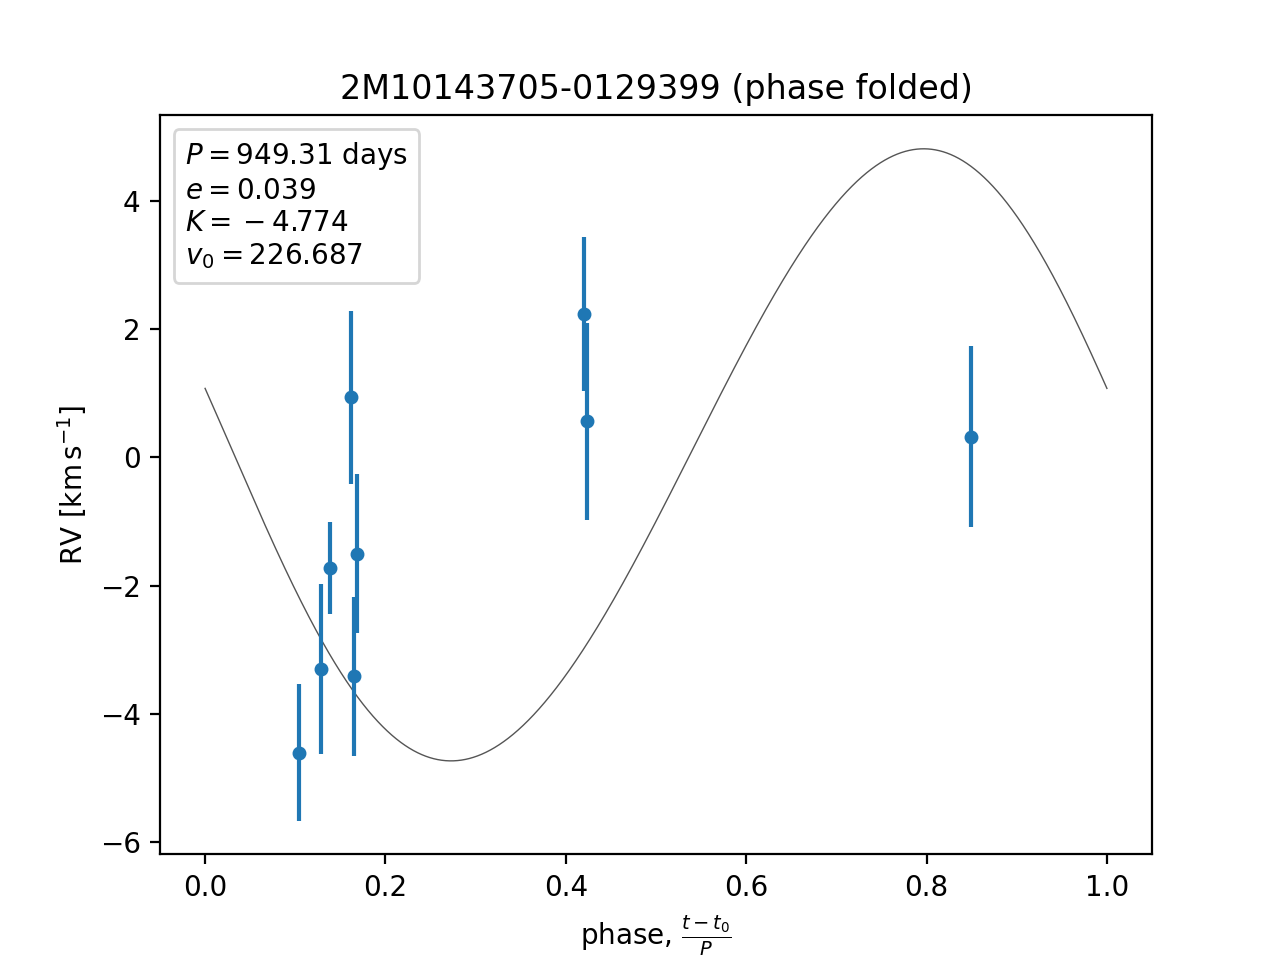 2M10143705-0129399 (phase folded)
P = 949.31 days
e = 0.039
K = −4.774
v₀ = 226.687
4
2
0
−2
−4
−6
RV [km s⁻¹]
0.0 0.2 0.4 0.6 0.8 1.0
phase, (t − t₀)/P